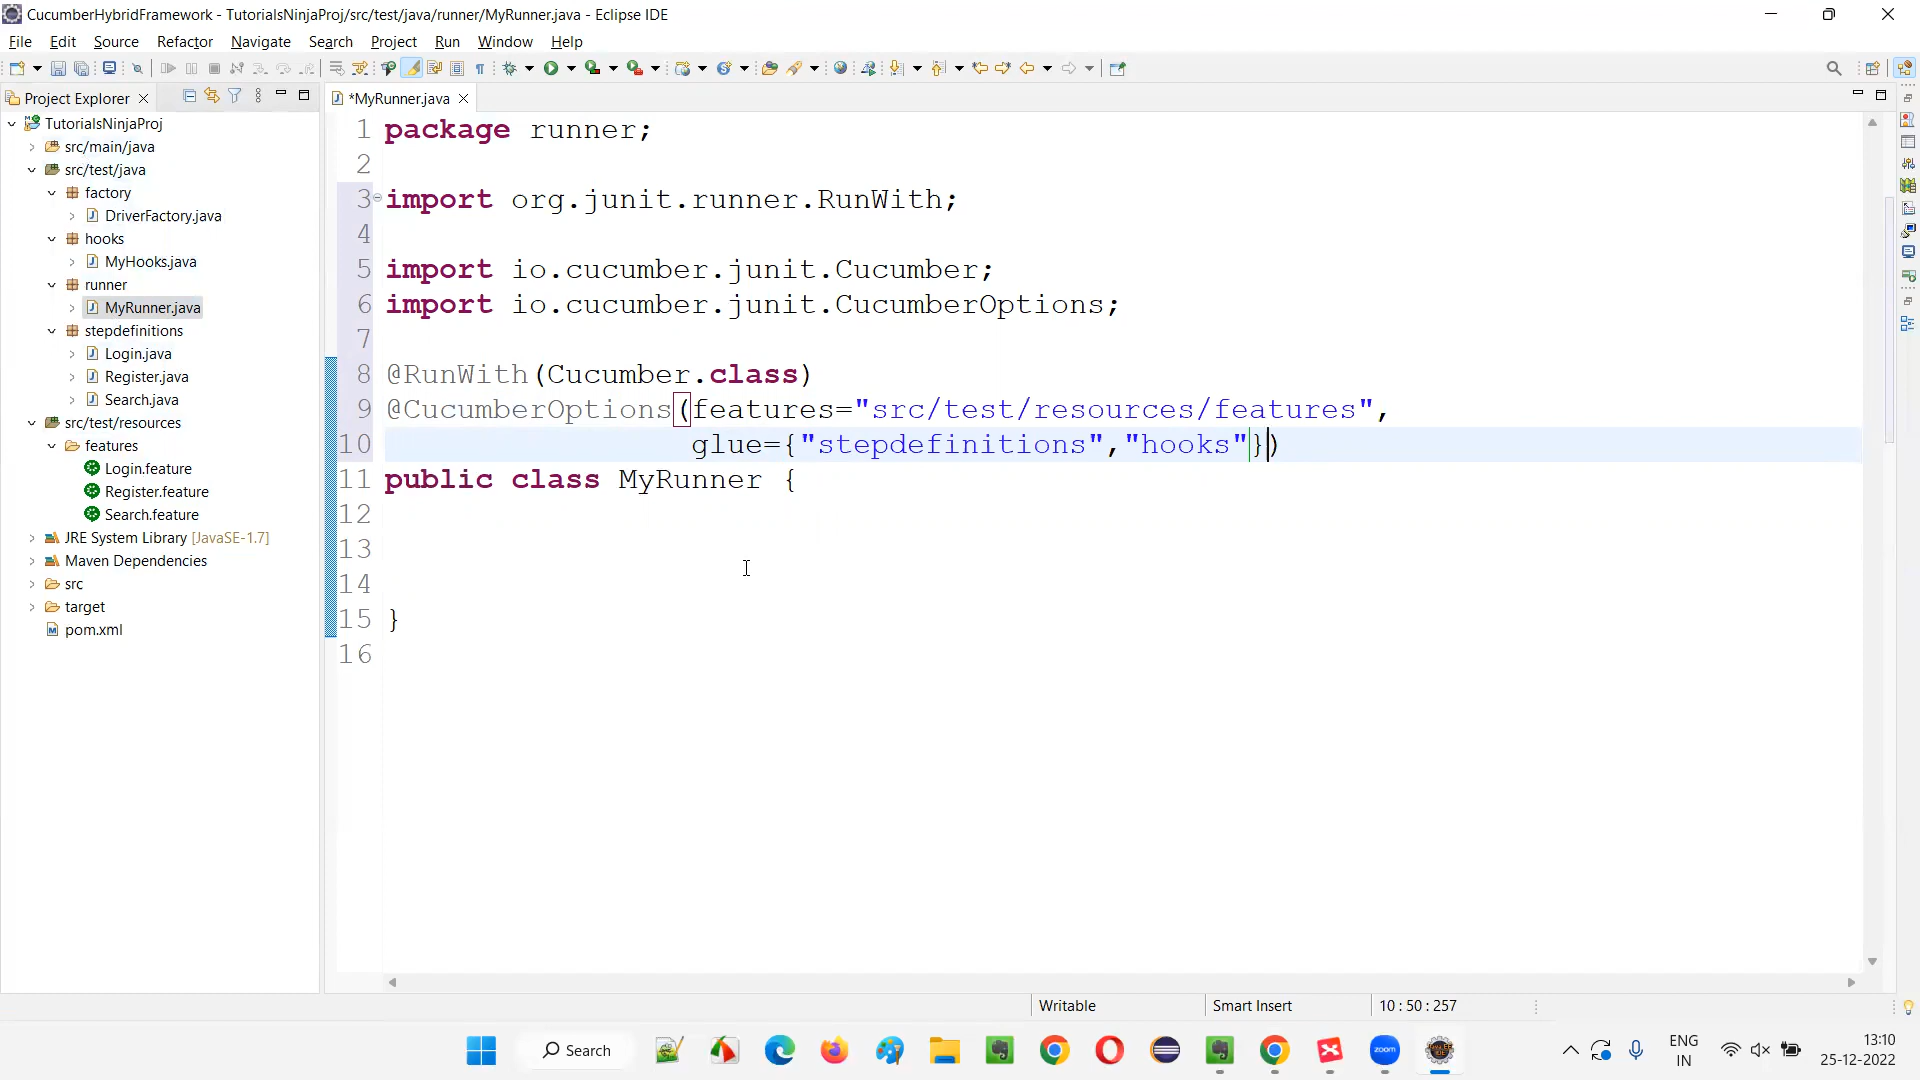 CucumberHybridFramework - TutorialsNinjaProj/src/test/java/runner/MyRunner.java - Eclipse IDE
File Edit Source Refactor Navigate Search Project Run Window Help
Project Explorer
*MyRunner.java
TutorialsNinjaProj
src/main/java
src/test/java
factory
DriverFactory.java
hooks
MyHooks.java
runner
MyRunner.java
stepdefinitions
Login.java
Register.java
Search.java
src/test/resources
features
Login.feature
Register.feature
Search.feature
JRE System Library [JavaSE-1.7]
Maven Dependencies
src
target
pom.xml
1 package runner;
2
3 import org.junit.runner.RunWith;
4
5 import io.cucumber.junit.Cucumber;
6 import io.cucumber.junit.CucumberOptions;
7
8 @RunWith(Cucumber.class)
9 @CucumberOptions(features="src/test/resources/features",
10 glue={"stepdefinitions","hooks"})
11 public class MyRunner {
12
13
14
15 }
16
Writable Smart Insert 10 : 50 : 257
Search
zoom
ENG
IN
13:10
25-12-2022